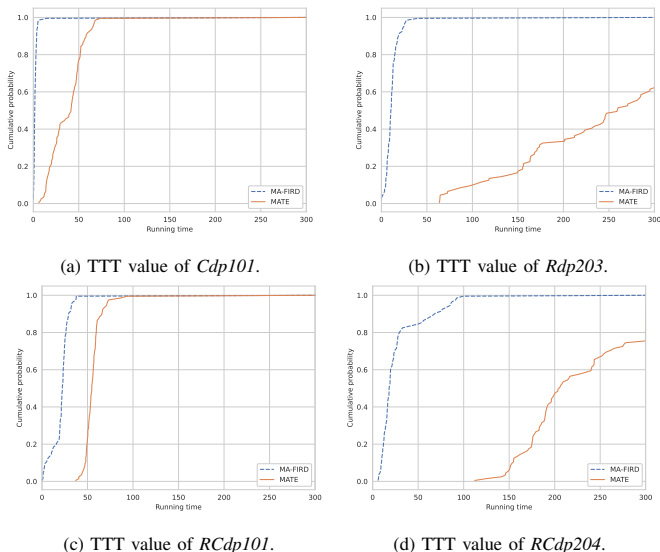 1.0
0.8
0.6
0.4
0.2
0.0
Cumulative probability
0 50 100 150 200 250 300
Running time
MA-FIRD
MATE
(a) TTT value of Cdp101.
1.0
0.8
0.6
0.4
0.2
0.0
Cumulative probability
0 50 100 150 200 250 300
Running time
MA-FIRD
MATE
(b) TTT value of Rdp203.
1.0
0.8
0.6
0.4
0.2
0.0
Cumulative probability
0 50 100 150 200 250 300
Running time
MA-FIRD
MATE
(c) TTT value of RCdp101.
1.0
0.8
0.6
0.4
0.2
0.0
Cumulative probability
0 50 100 150 200 250 300
Running time
MA-FIRD
MATE
(d) TTT value of RCdp204.